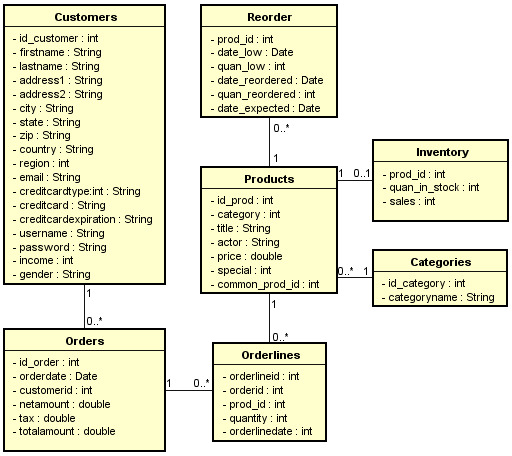 Customers
- id_customer : int
- firstname : String
- lastname : String
- address1 : String
- address2 : String
- city : String
- state : String
- zip : String
- country : String
- region : int
- email : String
- creditcardtype:int : String
- creditcard : String
- creditcardexpiration : String
- username : String
- password : String
- income : int
- gender : String
1
0..*
Orders
- id_order : int
- orderdate : Date
- customerid : int
- netamount : double
- tax : double
- totalamount : double
1 0..*
Reorder
- prod_id : int
- date_low : Date
- quan_low : int
- date_reordered : Date
- quan_reordered : int
- date_expected : Date
0..*
1
Products
- id_prod : int
- category : int
- title : String
- actor : String
- price : double
- special : int
- common_prod_id : int
1 0..1
Inventory
- prod_id : int
- quan_in_stock : int
- sales : int
0..* 1
Categories
- id_category : int
- categoryname : String
1
0..*
Orderlines
- orderlineid : int
- orderid : int
- prod_id : int
- quantity : int
- orderlinedate : int